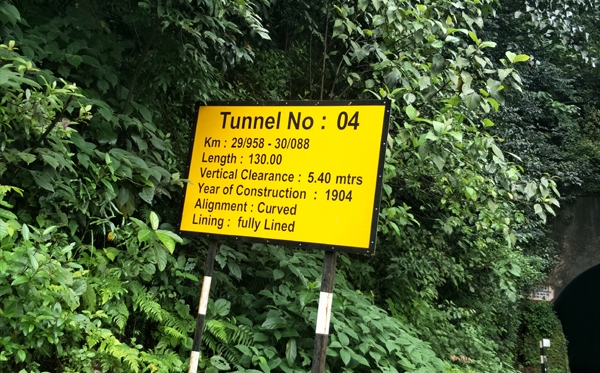 Tunnel No : 04
Km : 29/958 - 30/088
Length : 130.00
Vertical Clearance : 5.40 mtrs
Year of Construction : 1904
Alignment : Curved
Lining : fully Lined